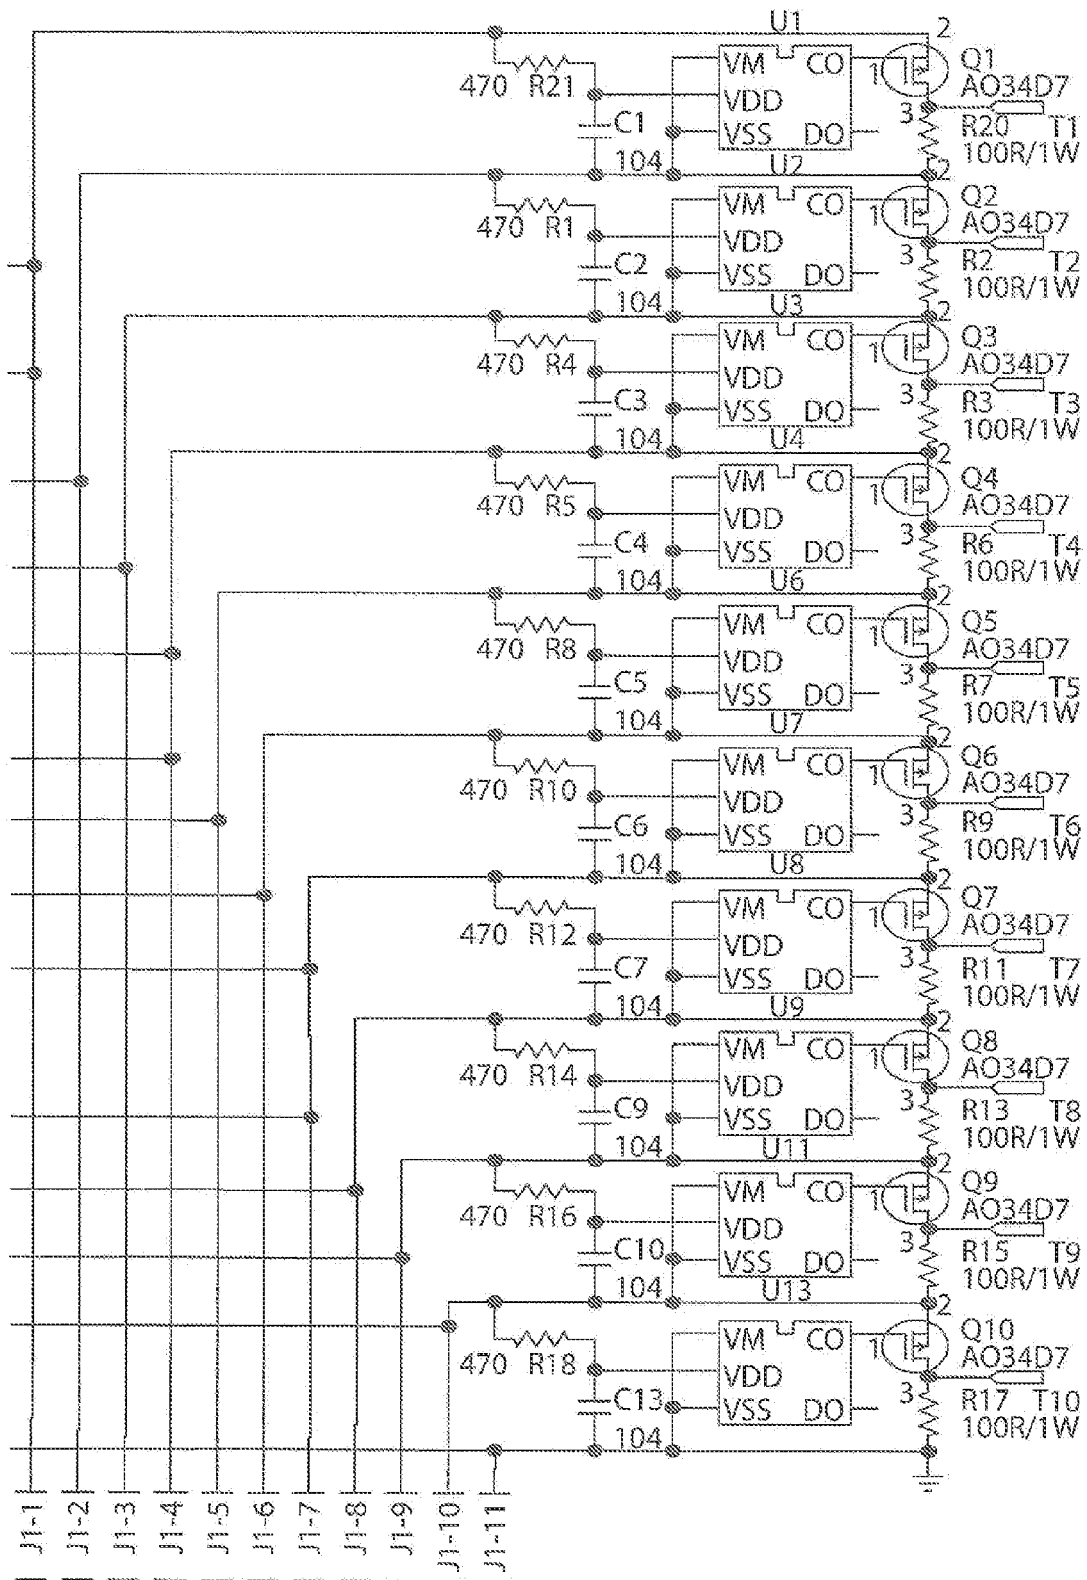 U1
2
470 R21
VM CO
1
Q1
AO34D7
VDD
3
C1
VSS DO
R20 T1
104
100R/1W
U2
2
470 R1
VM CO
1
Q2
AO34D7
VDD
3
C2
VSS DO
R2 T2
104
100R/1W
U3
2
470 R4
VM CO
1
Q3
AO34D7
VDD
3
C3
VSS DO
R3 T3
104
100R/1W
U4
2
470 R5
VM CO
1
Q4
AO34D7
VDD
3
C4
VSS DO
R6 T4
104
100R/1W
U6
2
470 R8
VM CO
1
Q5
AO34D7
VDD
3
C5
VSS DO
R7 T5
104
100R/1W
U7
2
470 R10
VM CO
1
Q6
AO34D7
VDD
3
C6
VSS DO
R9 T6
104
100R/1W
U8
2
470 R12
VM CO
1
Q7
AO34D7
VDD
3
C7
VSS DO
R11 T7
104
100R/1W
U9
2
470 R14
VM CO
1
Q8
AO34D7
VDD
3
C9
VSS DO
R13 T8
104
100R/1W
U11
2
470 R16
VM CO
1
Q9
AO34D7
VDD
3
C10
VSS DO
R15 T9
104
100R/1W
U13
2
470 R18
VM CO
1
Q10
AO34D7
VDD
3
C13
VSS DO
R17 T10
104
100R/1W
J1-1
J1-2
J1-3
J1-4
J1-5
J1-6
J1-7
J1-8
J1-9
J1-10
J1-11